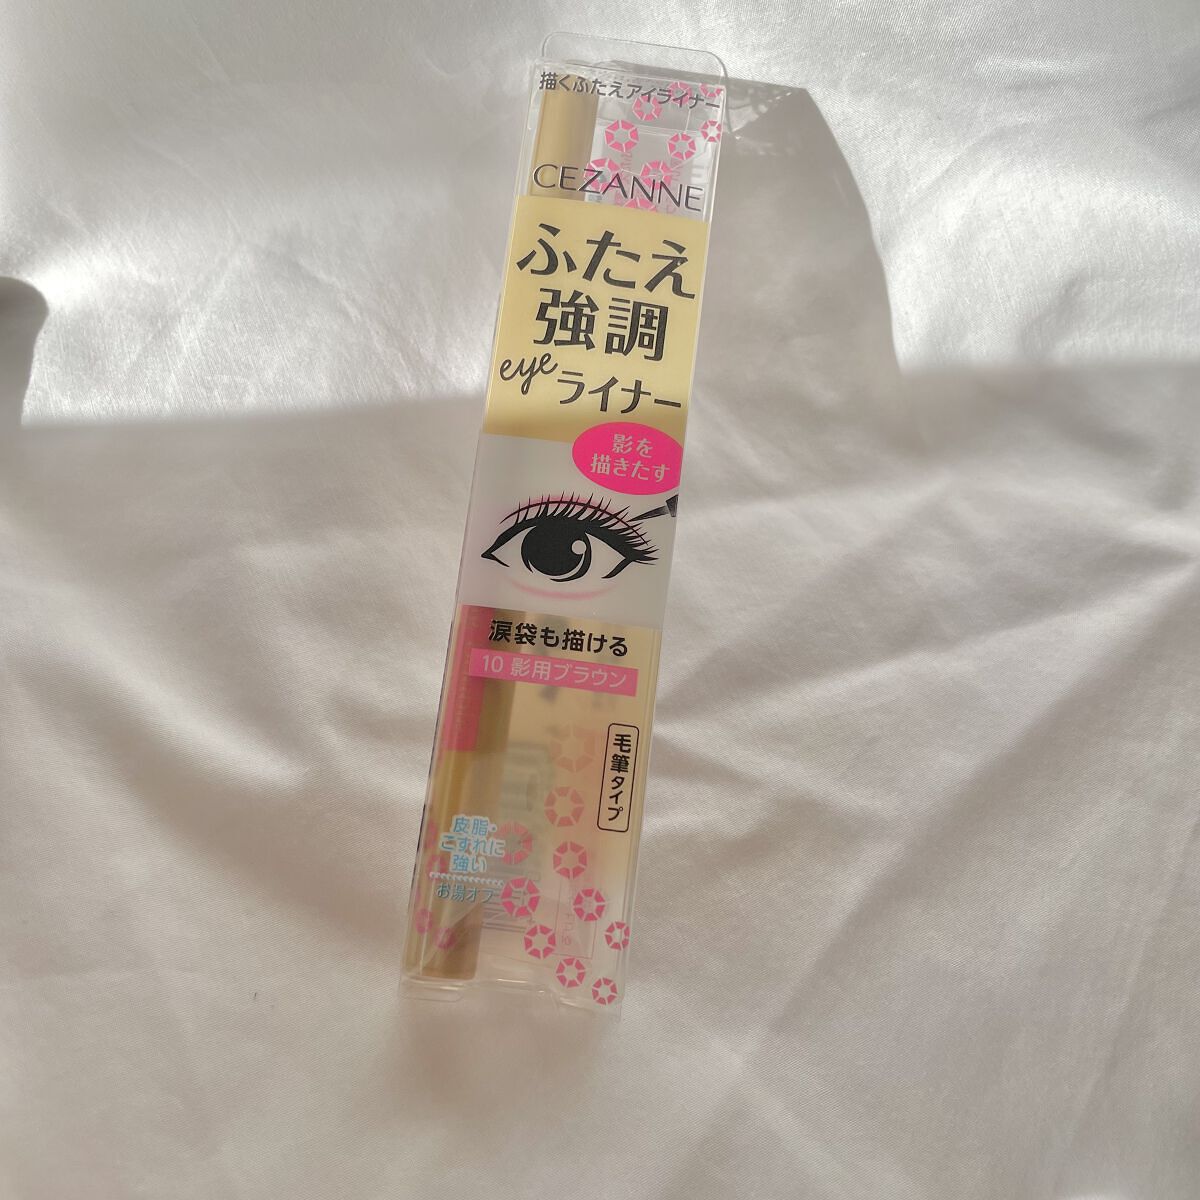 描くふたえアイライナー
CEZANNE
ふたえ
強調
eye
ライナー
影を
描きたす
涙袋も描ける
10 影用ブラウン
毛筆タイプ
皮脂・
こすれに
強い
お湯オフ